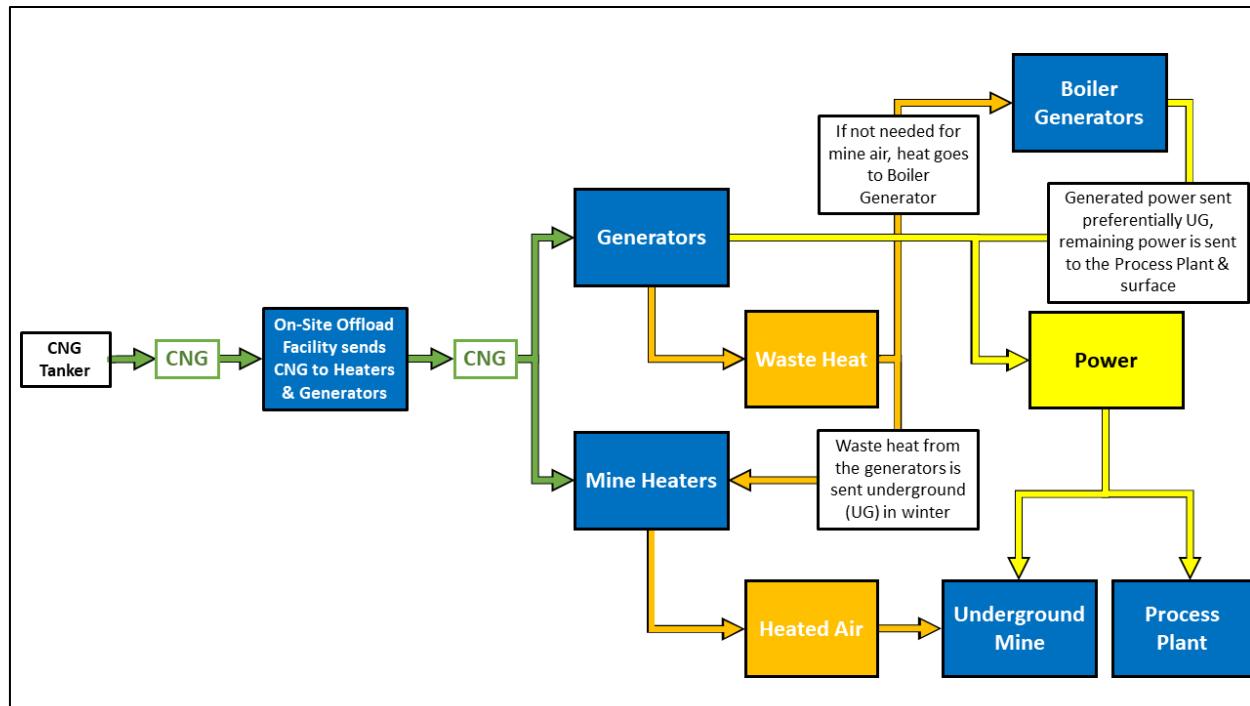 CNG
Tanker
CNG
On-Site Offload
Facility sends
CNG to Heaters
& Generators
CNG
Generators
Waste Heat
Mine Heaters
Heated Air
If not needed for
mine air, heat goes
to Boiler
Generator
Waste heat from
the generators is
sent underground
(UG) in winter
Boiler
Generators
Generated power sent
preferentially UG,
remaining power is sent
to the Process Plant &
surface
Power
Underground
Mine
Process
Plant